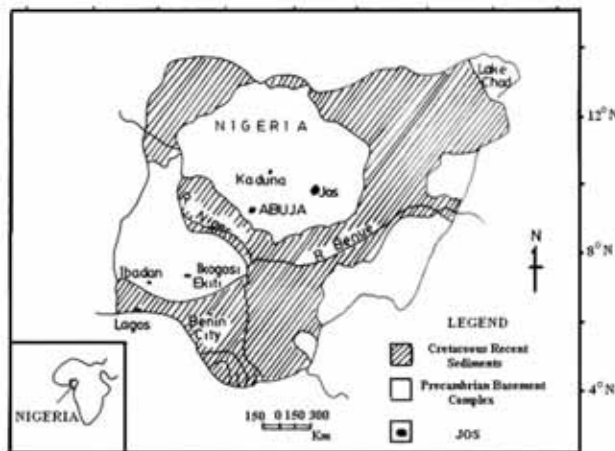 Lake
Chad
12°N
NIGERIA
Kaduna
Jos
ABUJA
R. Niger
R. Benue
8°N
N
Ibadan
Ikogosi
Ekiti
Lagos
Benin
City
LEGEND
Cretaceous Recent
Sediments
Precambrian Basement
Complex
JOS
4°N
NIGERIA
150 0 150 300
Km